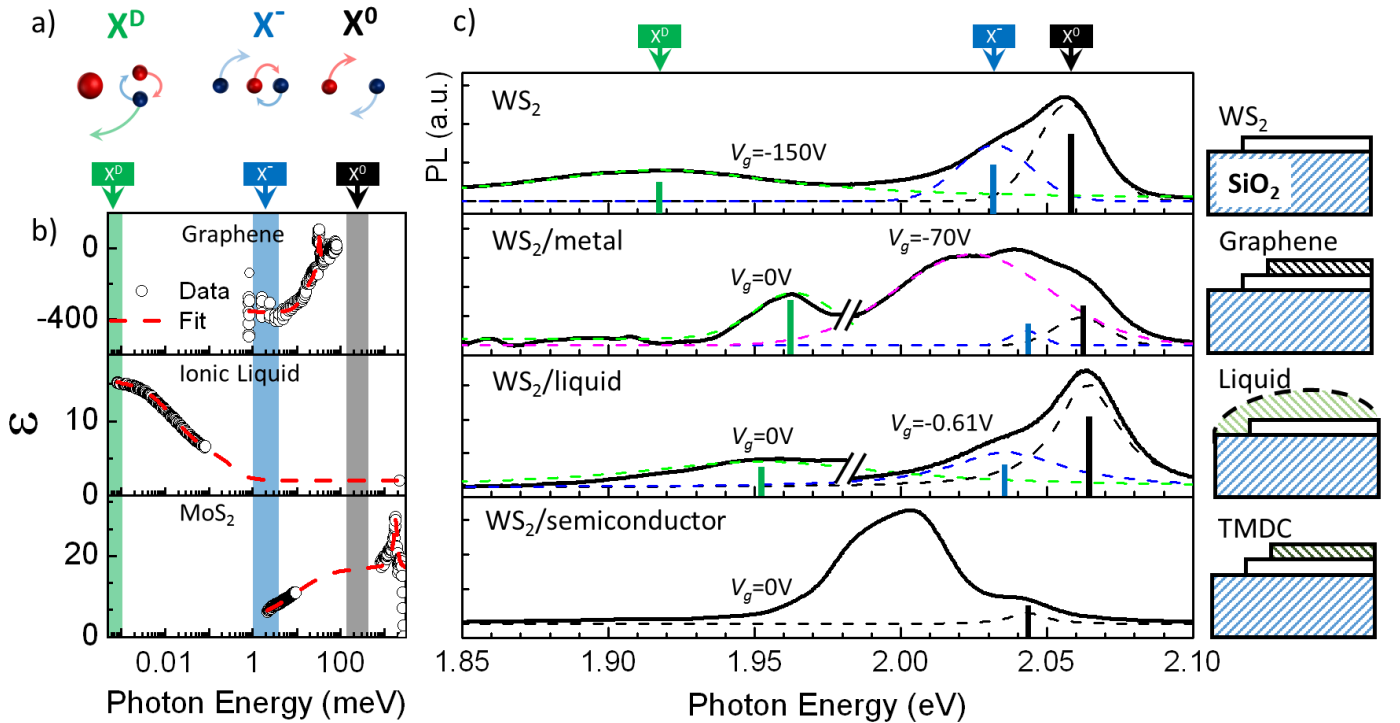 a)
X^D X^- X^0
X^D X^- X^0
b)
Graphene
0
-400
Data
Fit
Ionic Liquid
10
0
MoS₂
20
0
ε
0.01 1 100
Photon Energy (meV)
c)
X^D X^- X^0
PL (a.u.)
WS₂
V_g=-150V
WS₂/metal
V_g=0V
V_g=-70V
WS₂/liquid
V_g=0V
V_g=-0.61V
WS₂/semiconductor
V_g=0V
1.85 1.90 1.95 2.00 2.05 2.10
Photon Energy (eV)
WS₂
SiO₂
Graphene
Liquid
TMDC